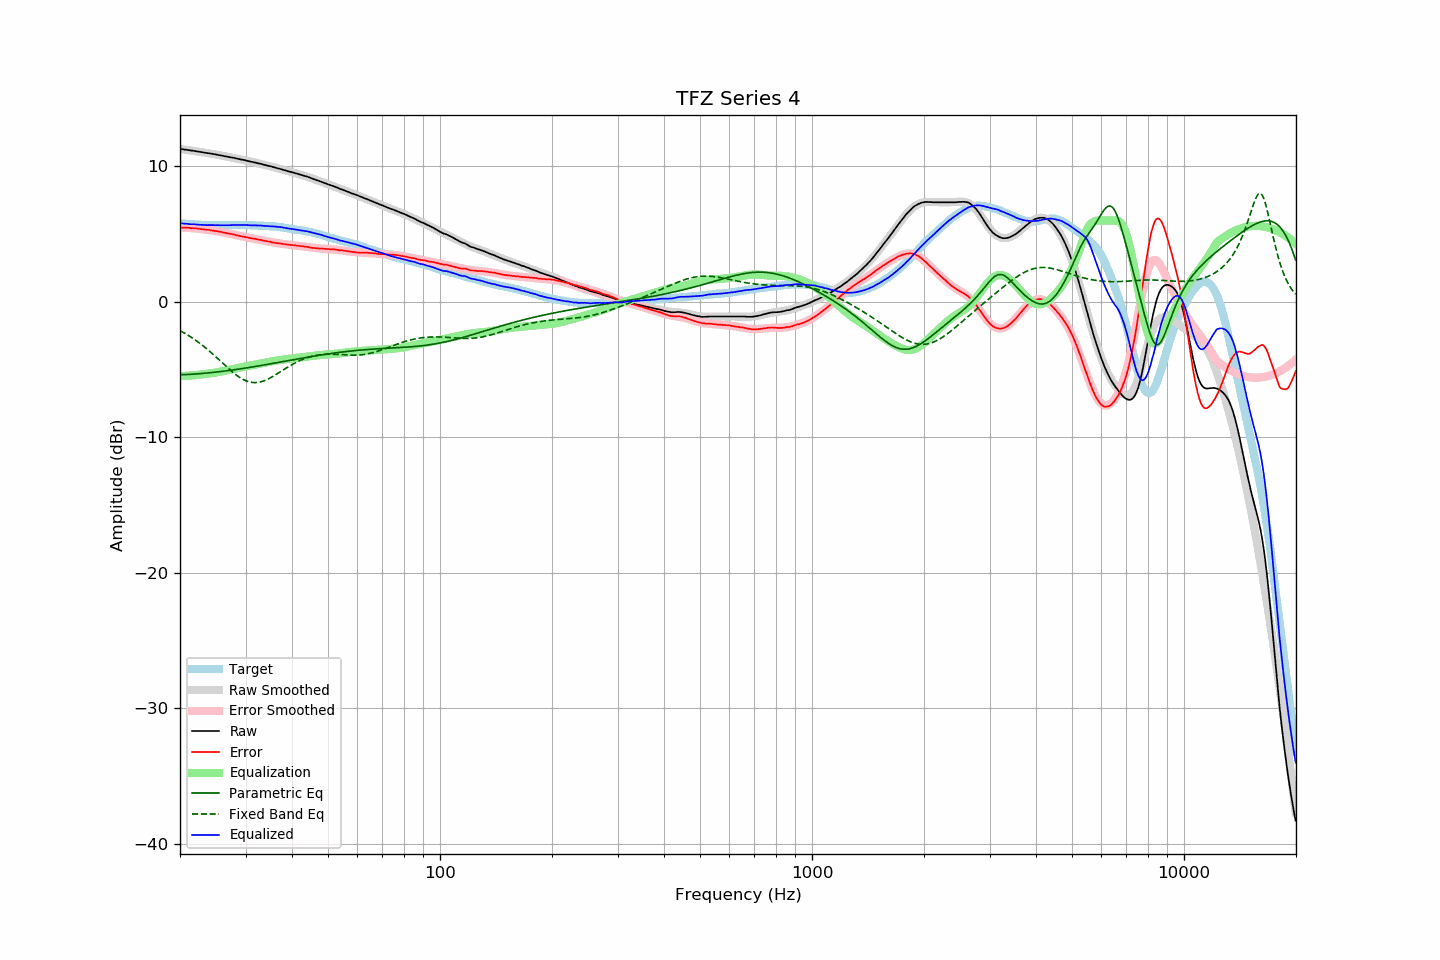 TFZ Series 4
Amplitude (dBr)
10
0
−10
−20
−30
−40
Target
Raw Smoothed
Error Smoothed
Raw
Error
Equalization
Parametric Eq
Fixed Band Eq
Equalized
100
1000
10000
Frequency (Hz)